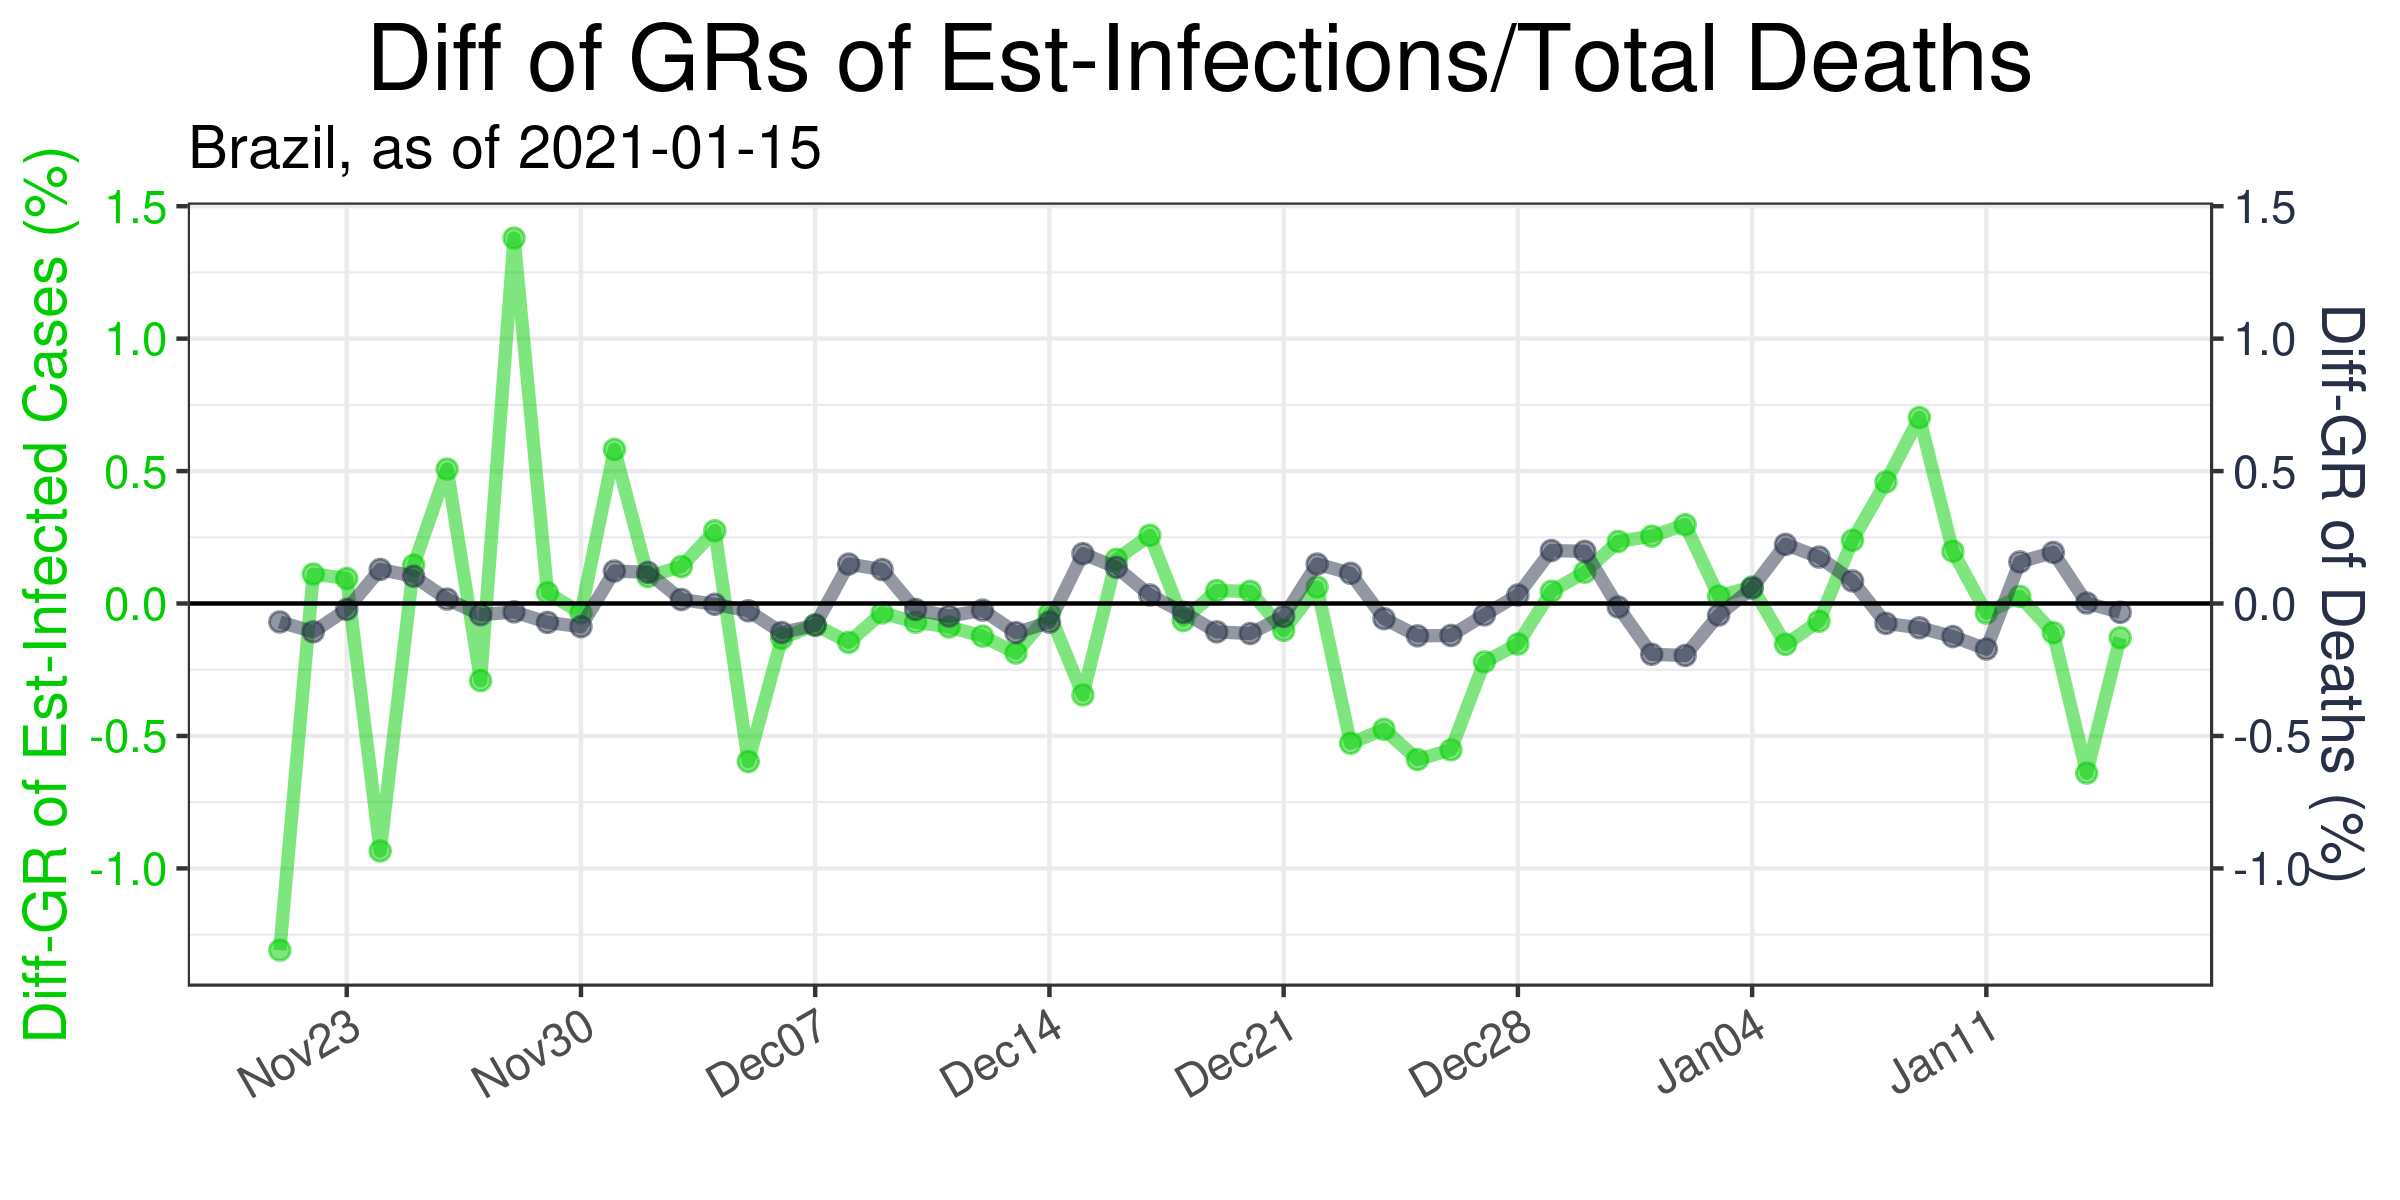 Diff of GRs of Est-Infections/Total Deaths
Brazil, as of 2021-01-15
Diff-GR of Est-Infected Cases (%)
1.5
1.0
0.5
0.0
-0.5
-1.0
1.5
1.0
0.5
0.0
-0.5
-1.0
Diff-GR of Deaths (%)
Nov23
Nov30
Dec07
Dec14
Dec21
Dec28
Jan04
Jan11